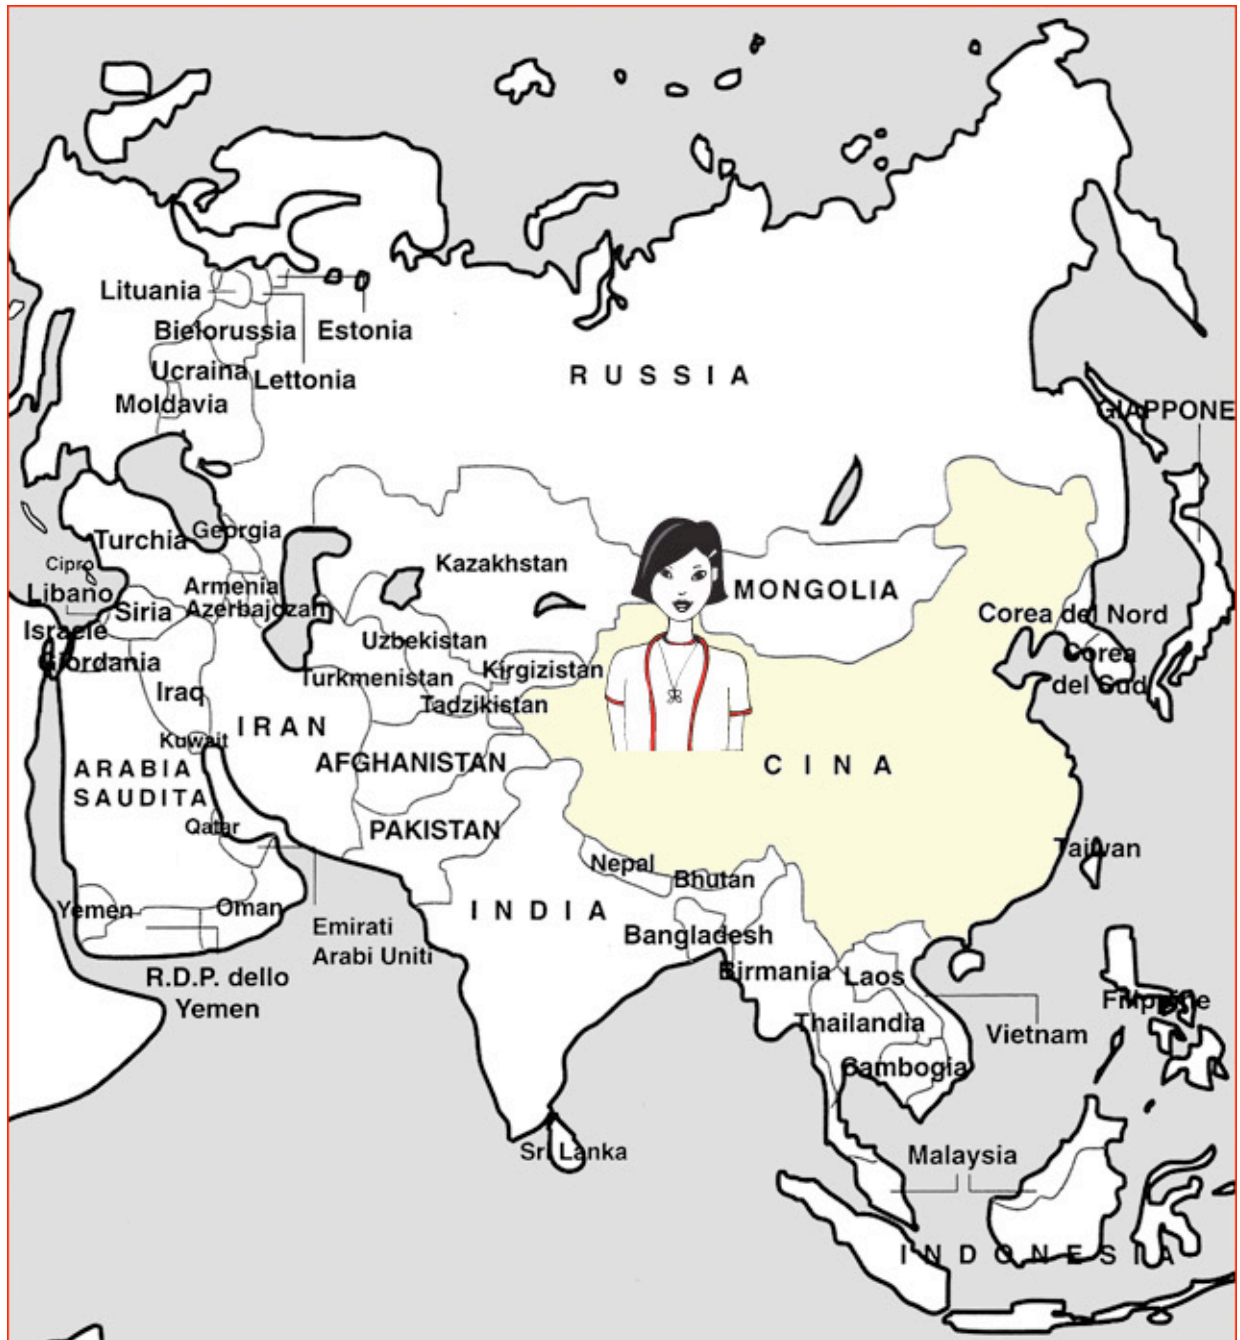 Lituania
Bielorussia
Estonia
Ucraina
Lettonia
RUSSIA
Moldavia
GIAPPONE
Georgia
Turchia
Cipro
Kazakhstan
Armenia
MONGOLIA
Libano
Siria
Azerbajozam
Corea del Nord
Israele
Uzbekistan
Corea
del Sud
Giordania
Kirgizistan
Turkmenistan
Iraq
Tadzikistan
IRAN
Kuwait
AFGHANISTAN
CINA
ARABIA
SAUDITA
Qatar
PAKISTAN
Taiwan
Nepal
Bhutan
Yemen
Oman
INDIA
Emirati
Arabi Uniti
Bangladesh
R.D.P. dello
Yemen
Birmania
Laos
Filippine
Thailandia
Vietnam
Cambogia
Sri Lanka
Malaysia
INDONESIA